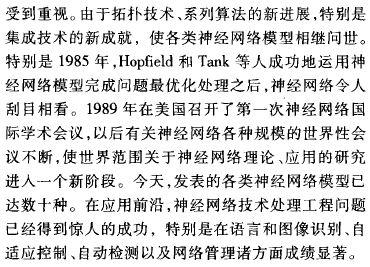 受到重视。由于拓扑技术、系列算法的新进展,特别是
集成技术的新成就，使各类神经网络模型相继问世。
特别是 1985 年,Hopfield 和 Tank 等人成功地运用神
经网络模型完成问题最优化处理之后,神经网络令人
刮目相看。1989 年在美国召开了第一次神经网络国
际学术会议,以后有关神经网络各种规模的世界性会
议不断,使世界范围关于神经网络理论、应用的研究
进入一个新阶段。今天,发表的各类神经网络模型已
达数十种。在应用前沿,神经网络技术处理工程问题
已经得到惊人的成功，特别是在语言和图像识别、自
适应控制、自动检测以及网络管理诸方面成绩显著。